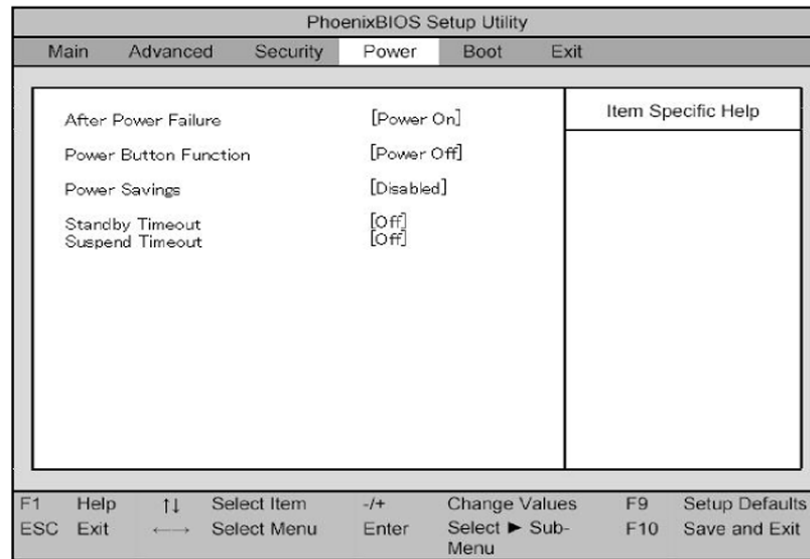 PhoenixBIOS Setup Utility
Main Advanced Security Power Boot Exit
After Power Failure [Power On]
Power Button Function [Power Off]
Power Savings [Disabled]
Standby Timeout [Off]
Suspend Timeout [Off]
Item Specific Help
F1 Help ↑↓ Select Item -/+ Change Values F9 Setup Defaults
ESC Exit ←→ Select Menu Enter Select ► Sub-Menu F10 Save and Exit